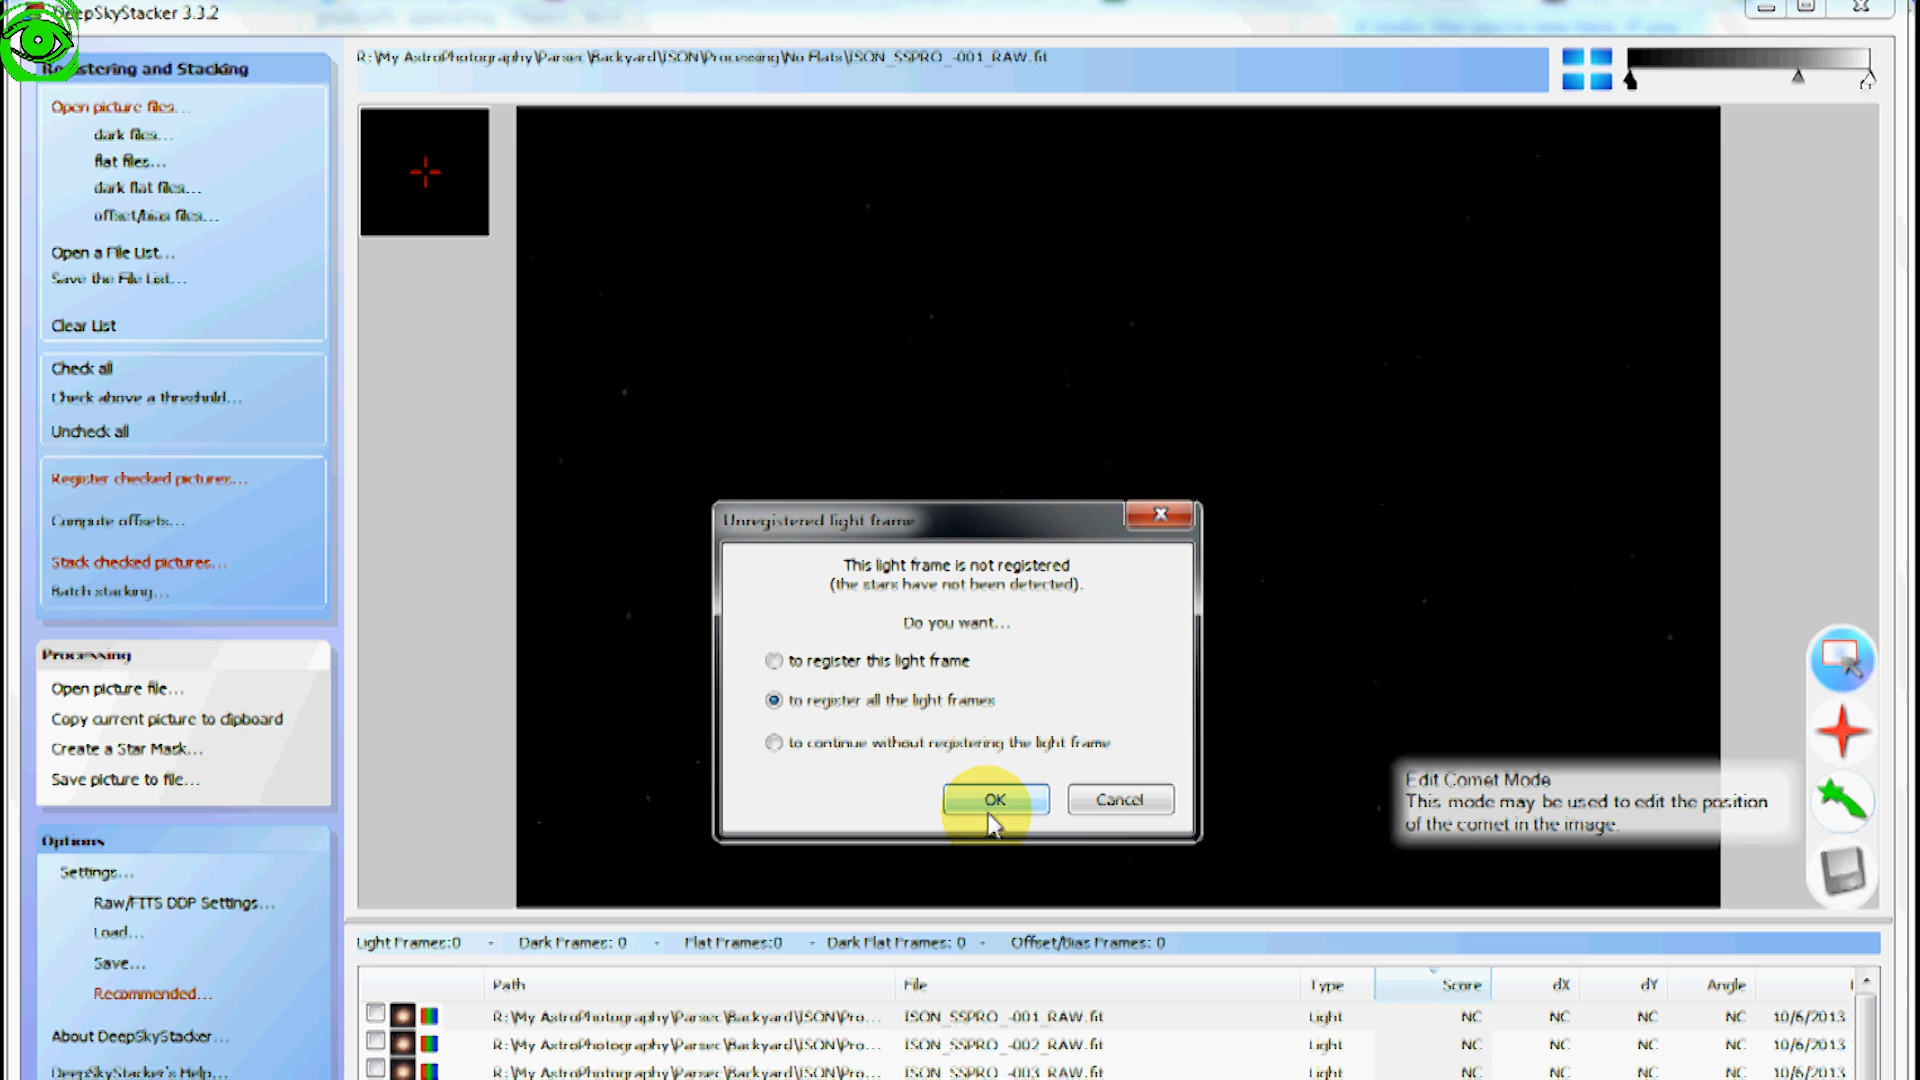 DeepSkyStacker 3.3.2
Registering and Stacking
Open picture files...
dark files...
flat files...
dark flat files...
offset/bias files...
Open a File List...
Save the File List...
Clear List
Check all
Check above a threshold...
Uncheck all
Register checked pictures...
Compute offsets...
Stack checked pictures...
Batch stacking...
Processing
Open picture file...
Copy current picture to clipboard
Create a Star Mask...
Save picture to file...
Options
Settings...
Raw/FITS DDP Settings...
Load...
Save...
Recommended...
About DeepSkyStacker...
DeepSkyStacker's Help...
R:\My AstroPhotography\Parsec\Backyard\ISON\Processing\No Flats\ISON_SSPRO_-001_RAW.fit
Unregistered light frame
This light frame is not registered
(the stars have not been detected).
Do you want...
to register this light frame
to register all the light frames
to continue without registering the light frame
OK Cancel
Edit Comet Mode
This mode may be used to edit the position
of the comet in the image.
Light Frames:0 - Dark Frames: 0 - Flat Frames:0 - Dark Flat Frames: 0 - Offset/Bias Frames: 0
Path File Type Score dX dY Angle
R:\My AstroPhotography\Parsec\Backyard\ISON\Pro... ISON_SSPRO_-001_RAW.fit Light NC NC NC NC 10/6/2013
R:\My AstroPhotography\Parsec\Backyard\ISON\Pro... ISON_SSPRO_-002_RAW.fit Light NC NC NC NC 10/6/2013
R:\My AstroPhotography\Parsec\Backyard\ISON\Pro... ISON_SSPRO_-003_RAW.fit Light NC NC NC NC 10/6/2013